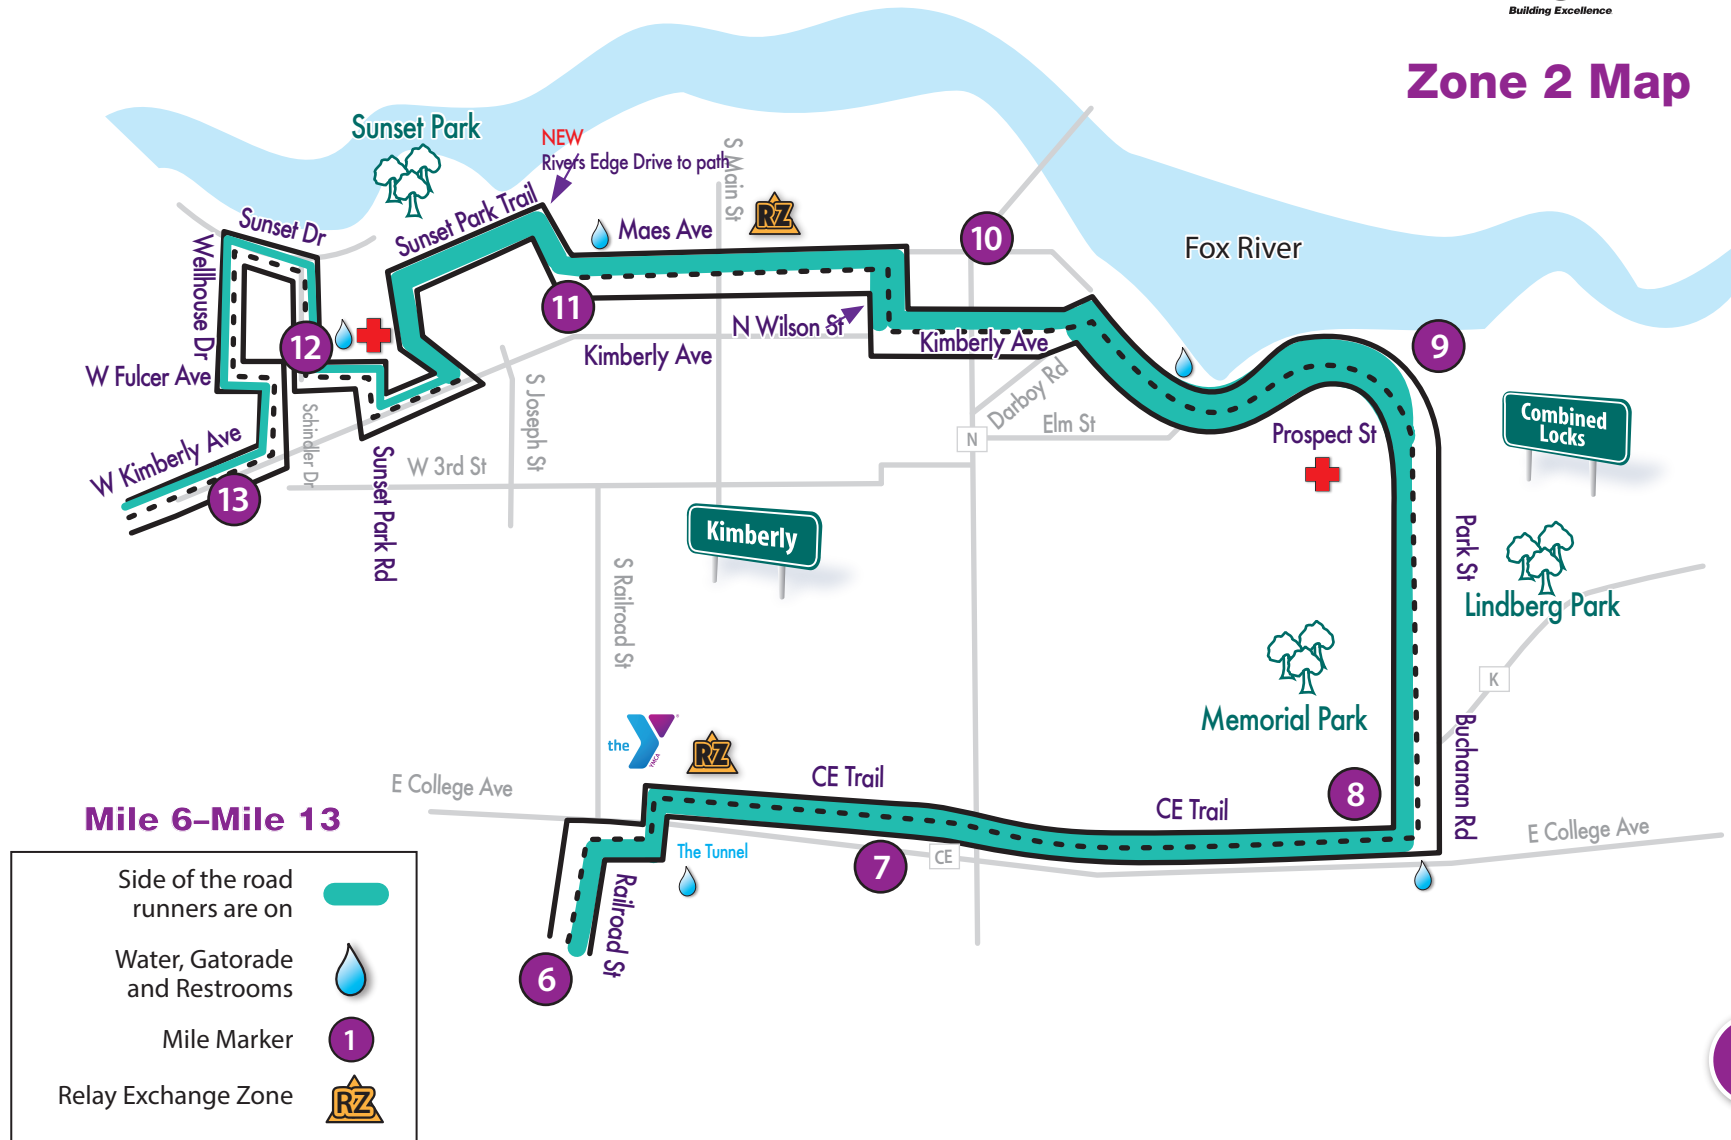 Building Excellence
Zone 2 Map
Sunset Park
NEW
Rivers Edge Drive to path
S Main St
Sunset Dr
Sunset Park Trail
Maes Ave
RZ
10
Fox River
Wellhouse Dr
11
N Wilson St
Kimberly Ave
Kimberly Ave
9
12
W Fulcer Ave
Darboy Rd
S Joseph St
Schindler Dr
Elm St
N
Prospect St
Combined
Locks
W Kimberly Ave
W 3rd St
13
Sunset Park Rd
Kimberly
Park St
S Railroad St
Lindberg Park
K
Memorial Park
the
YMCA
RZ
Buchanan Rd
E College Ave
CE Trail
CE Trail
8
Mile 6–Mile 13
The Tunnel
7
CE
E College Ave
Railroad St
6
Side of the road
runners are on
Water, Gatorade
and Restrooms
Mile Marker
1
Relay Exchange Zone
RZ